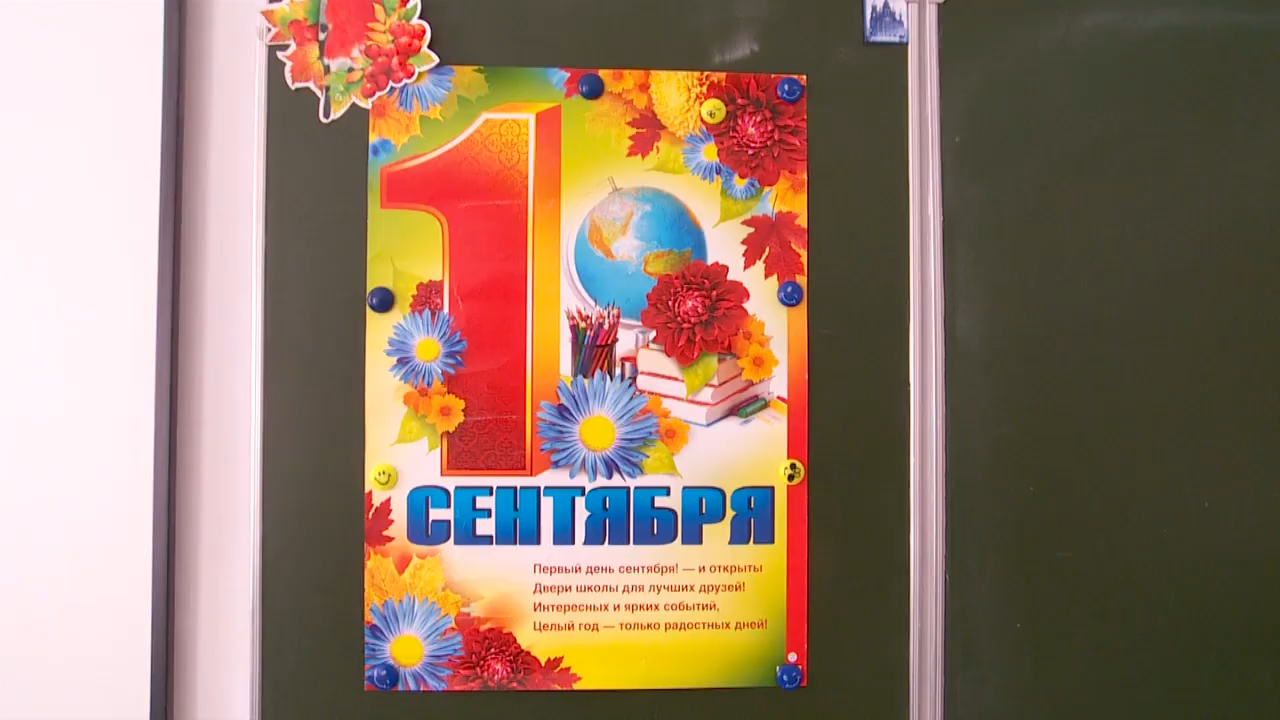 1
СЕНТЯБРЯ
Первый день сентября! — и открыты
Двери школы для лучших друзей!
Интересных и ярких событий,
Целый год — только радостных дней!